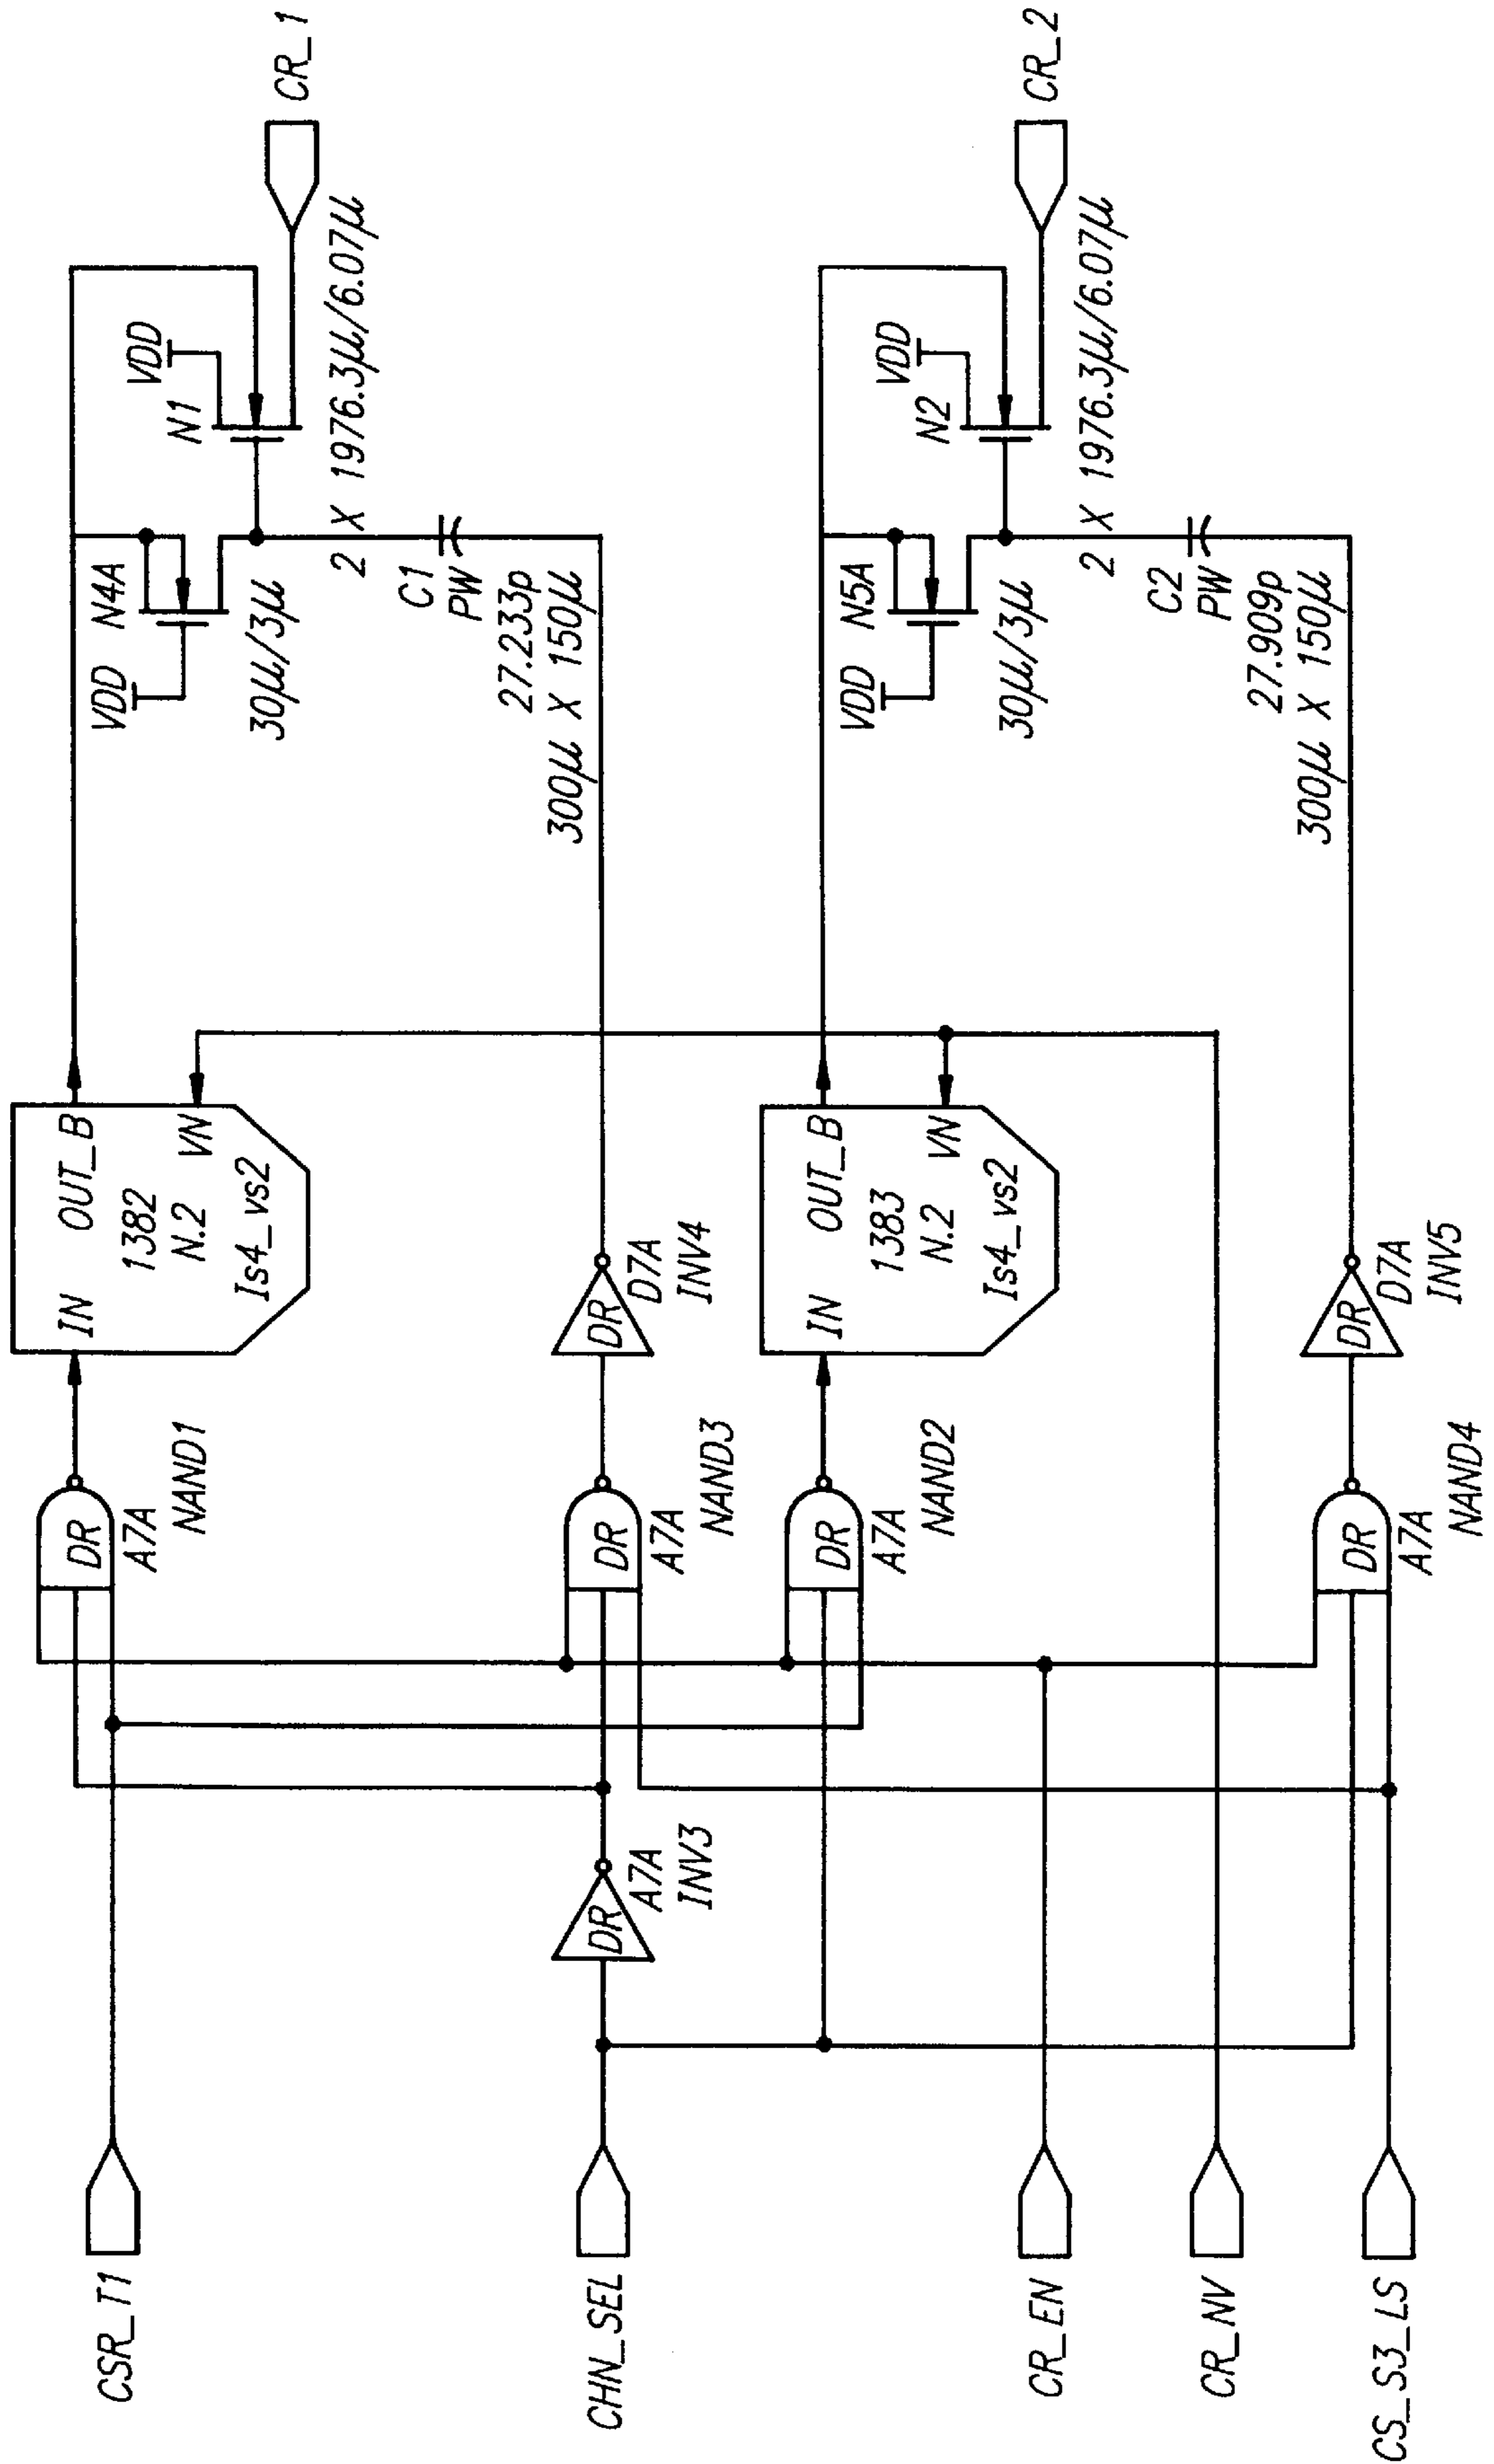 CSR_T1
CHN_SEL
CR_EN
CR_NV
CS_S3_LS
DR
A7A
INV3
DR
A7A
NAND1
DR
A7A
NAND3
DR
A7A
NAND2
DR
A7A
NAND4
IN OUT_B
1382
N.2 VN
Is4_vs2
DR
D7A
INV4
IN OUT_B
1383
N.2 VN
Is4_vs2
DR
D7A
INV5
VDD
N4A
30µ/3µ
VDD
N1
2 X 1976.3µ/6.07µ
CR_1
C1
PW
27.233p
300µ X 150µ
VDD
N5A
30µ/3µ
VDD
N2
2 X 1976.3µ/6.07µ
CR_2
C2
PW
27.909p
300µ X 150µ